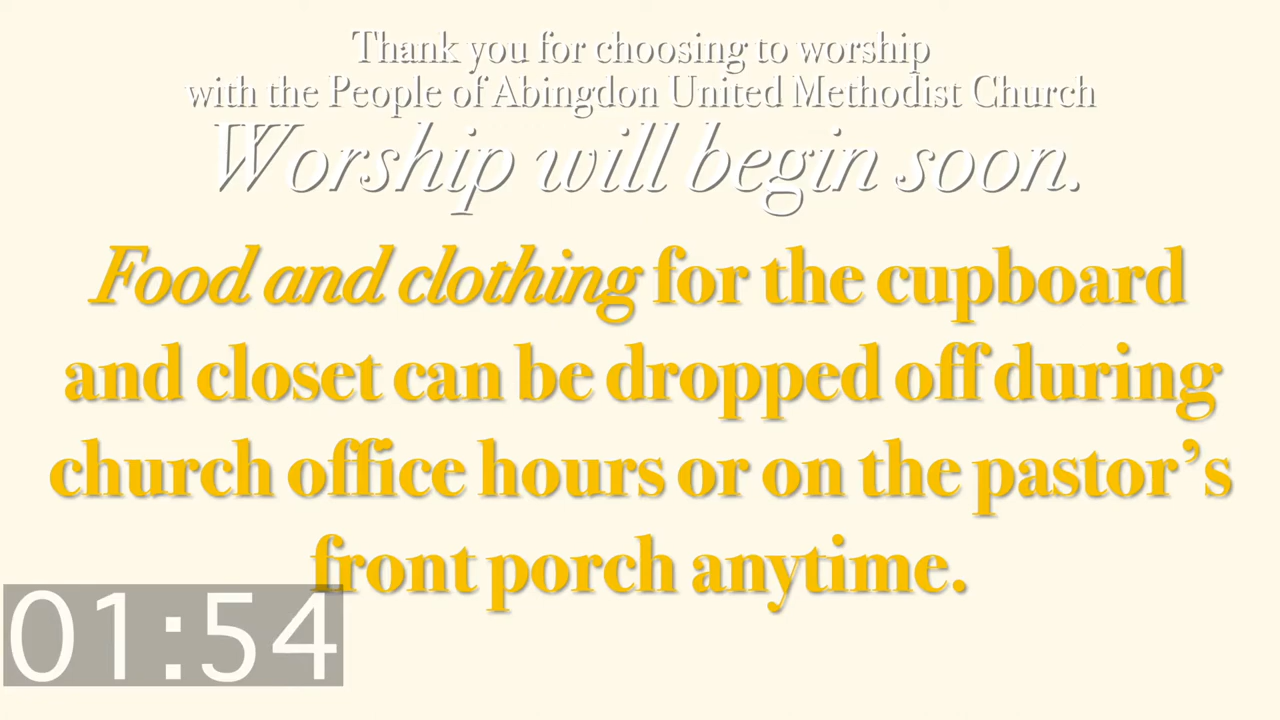 Thank you for choosing to worship
with the People of Abingdon United Methodist Church
Worship will begin soon.
Food and clothing for the cupboard
and closet can be dropped off during
church office hours or on the pastor’s
front porch anytime.
01:54